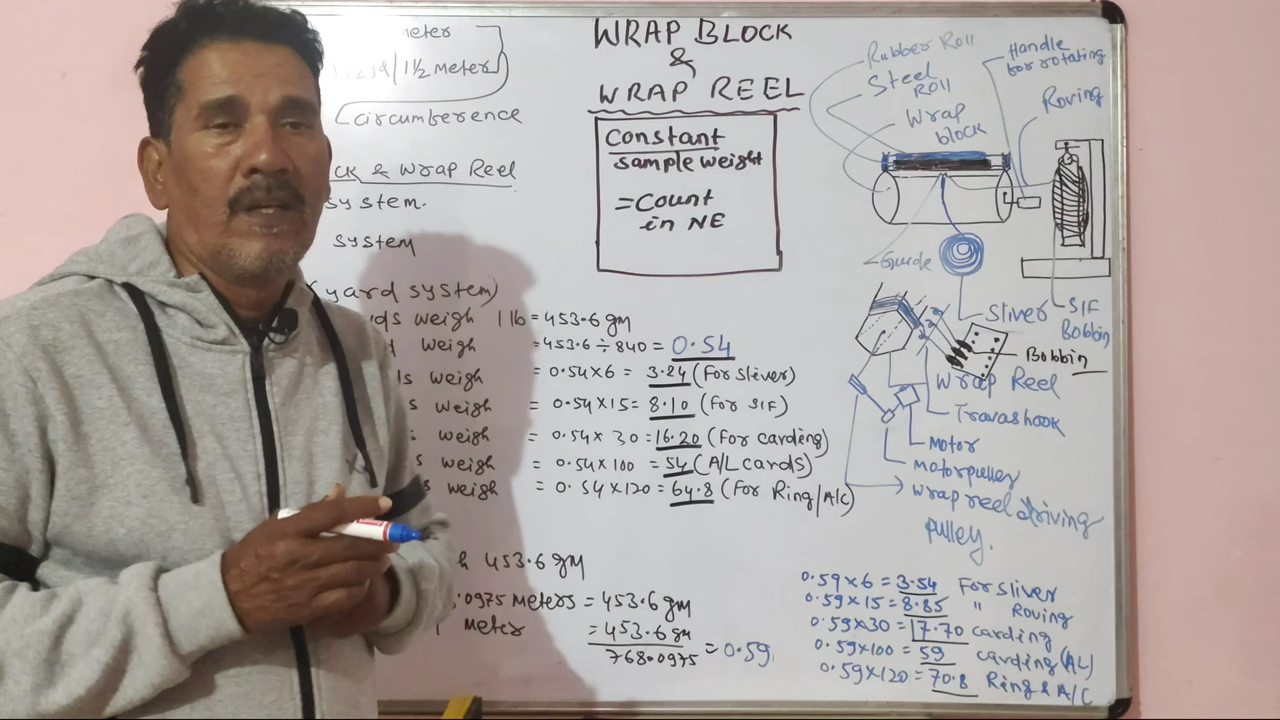 WRAP BLOCK
&
WRAP REEL
meter
1½ meter
Circumference
CK & Wrap Reel
system.
system
yard system)
ds weigh 1 lb = 453.6 gm
weigh = 453.6 ÷ 840 = 0.54
weigh = 0.54 x 6 = 3.24 (For sliver)
s weigh = 0.54 x 15 = 8.10 (for S/F)
weigh = 0.54 x 30 = 16.20 (For carding)
s weigh = 0.54 x 100 = 54 (A/L cards)
s weigh = 0.54 x 120 = 64.8 (for Ring/A/C)
h 453.6 gm
.0975 Meters = 453.6 gm
1 meter = 453.6 gm
768.0975 = 0.59
Constant
sample weight
= Count
in NE
Rubber Roll
Steel
Roll
Wrap
block
Handle
for rotating
Roving
Guide
Sliver
S/F
Bobbin
Bobbin
Wrap Reel
Travashook
Motor
Motor pulley
Wrap reel driving
pulley.
0.59 x 6 = 3.54 For sliver
0.59 x 15 = 8.85 " Roving
0.59 x 30 = 17.70 carding
0.59 x 100 = 59 carding (AL)
0.59 x 120 = 70.8 Ring & A/C